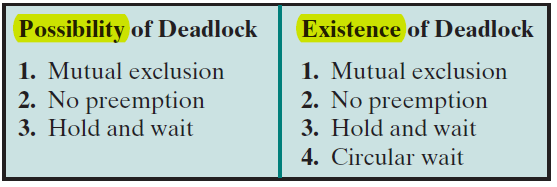 Possibility of Deadlock
1. Mutual exclusion
2. No preemption
3. Hold and wait
Existence of Deadlock
1. Mutual exclusion
2. No preemption
3. Hold and wait
4. Circular wait